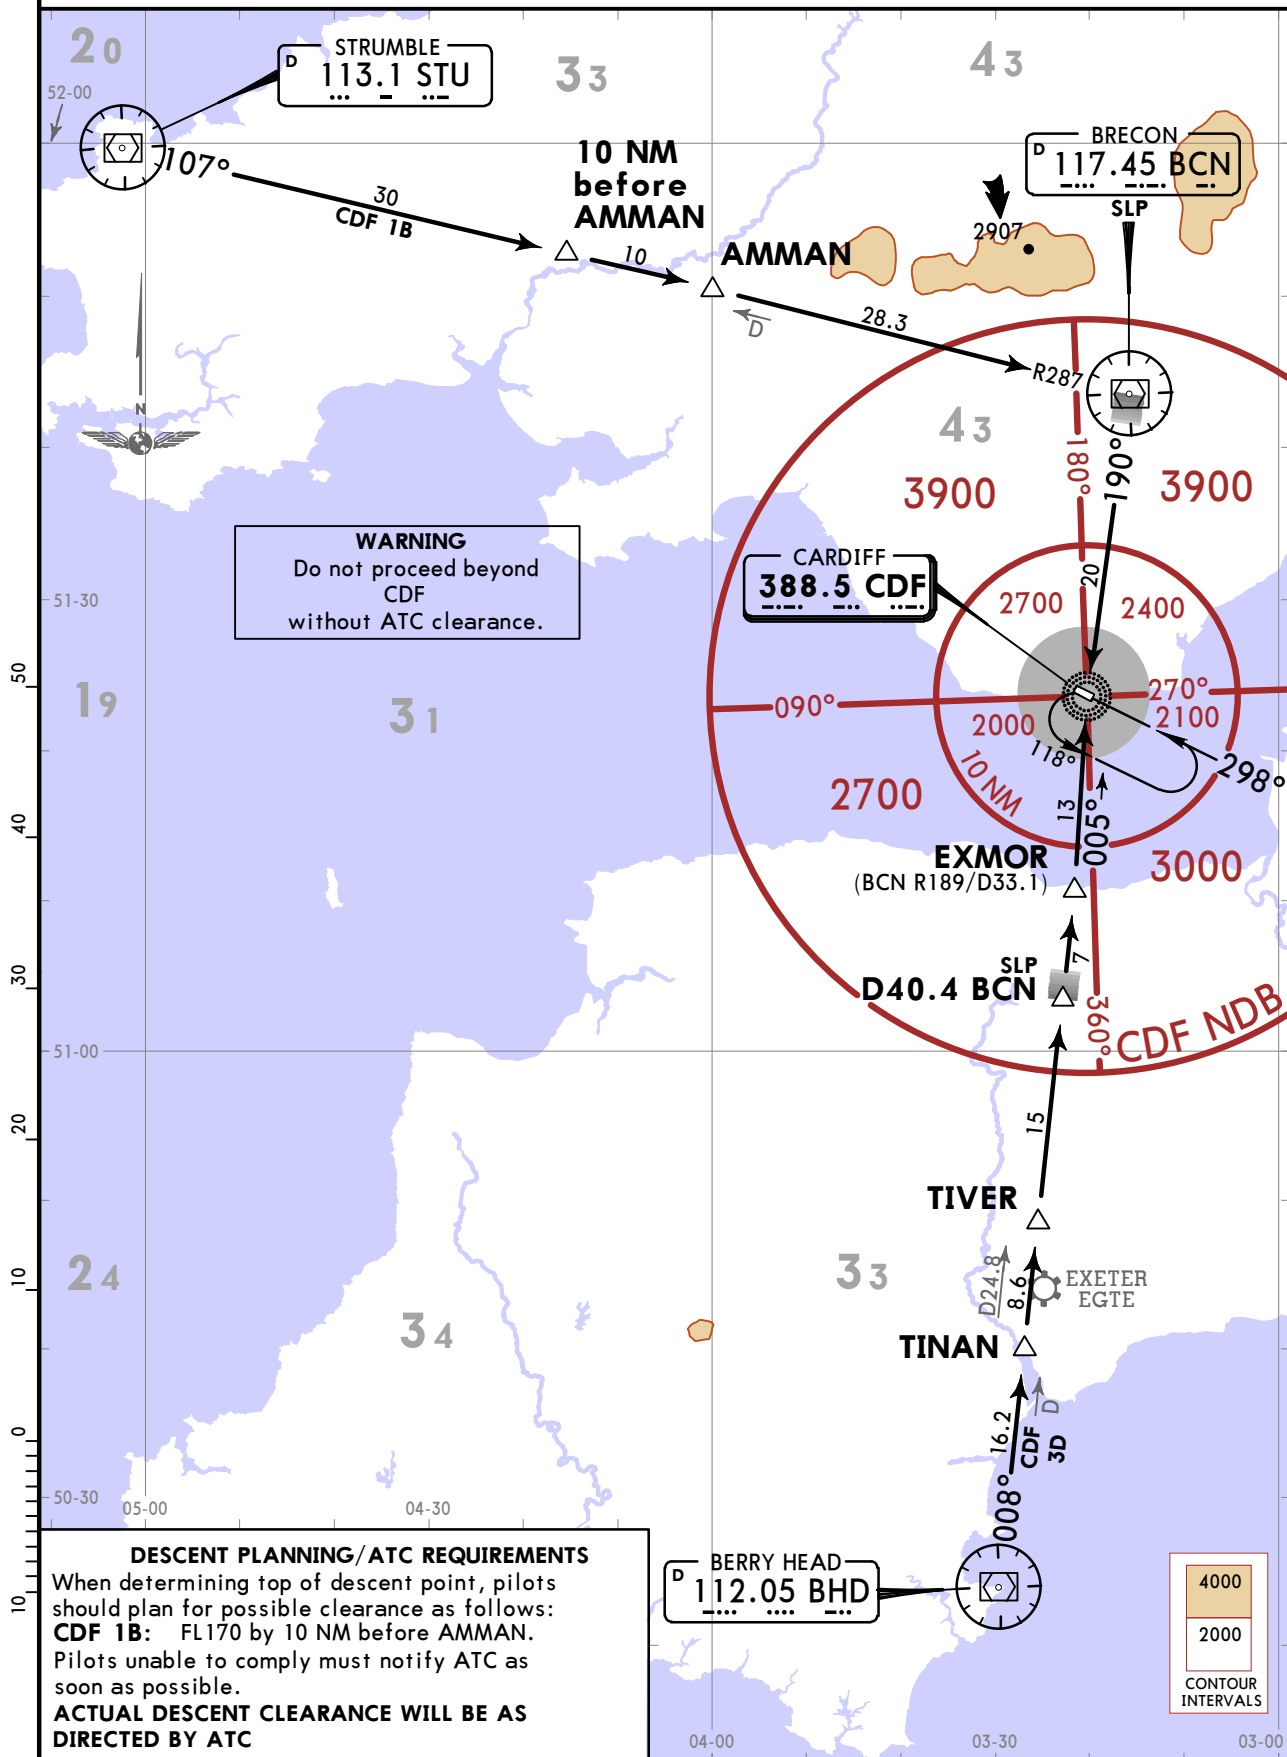 20
33
43
STRUMBLE
D
113.1 STU
52-00
107°
30
CDF 1B
10 NM
before
AMMAN
10
AMMAN
D
28.3
R287
BRECON
D
117.45 BCN
SLP
2907
N
43
3900
3900
180°
190°
20
WARNING
Do not proceed beyond
CDF
without ATC clearance.
51-30
CARDIFF
388.5 CDF
2700
2400
50
19
31
090°
270°
2000
2100
118°
298°
10 NM
2700
13
005°
40
EXMOR
(BCN R189/D33.1)
3000
30
SLP
D40.4 BCN
7
360°
CDF NDB
51-00
20
15
TIVER
24
33
34
10
D24.8
8.6
EXETER
EGTE
TINAN
D
16.2
CDF
3D
0
008°
50-30
05-00
04-30
10
DESCENT PLANNING/ATC REQUIREMENTS
When determining top of descent point, pilots
should plan for possible clearance as follows:
CDF 1B: FL170 by 10 NM before AMMAN.
Pilots unable to comply must notify ATC as
soon as possible.
ACTUAL DESCENT CLEARANCE WILL BE AS
DIRECTED BY ATC
BERRY HEAD
D
112.05 BHD
4000
2000
CONTOUR
INTERVALS
04-00
03-30
03-00